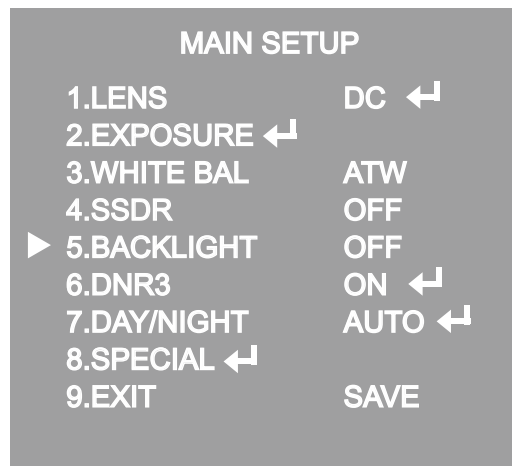 MAIN SETUP
1.LENS DC ↵
2.EXPOSURE ↵
3.WHITE BAL ATW
4.SSDR OFF
▶ 5.BACKLIGHT OFF
6.DNR3 ON ↵
7.DAY/NIGHT AUTO ↵
8.SPECIAL ↵
9.EXIT SAVE